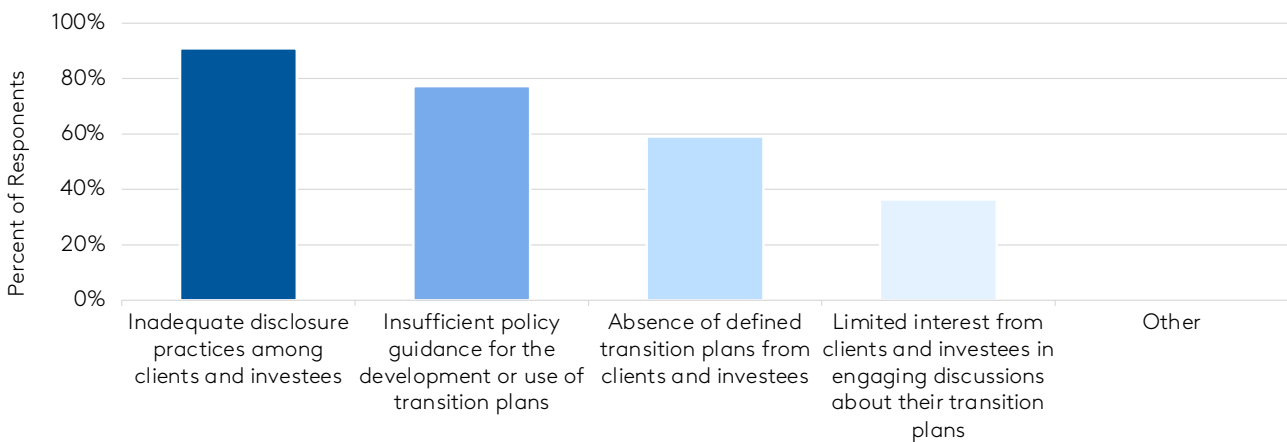 100%
80%
60%
40%
20%
0%
Percent of Responents
Inadequate disclosure
practices among
clients and investees
Insufficient policy
guidance for the
development or use of
transition plans
Absence of defined
transition plans from
clients and investees
Limited interest from
clients and investees in
engaging discussions
about their transition
plans
Other